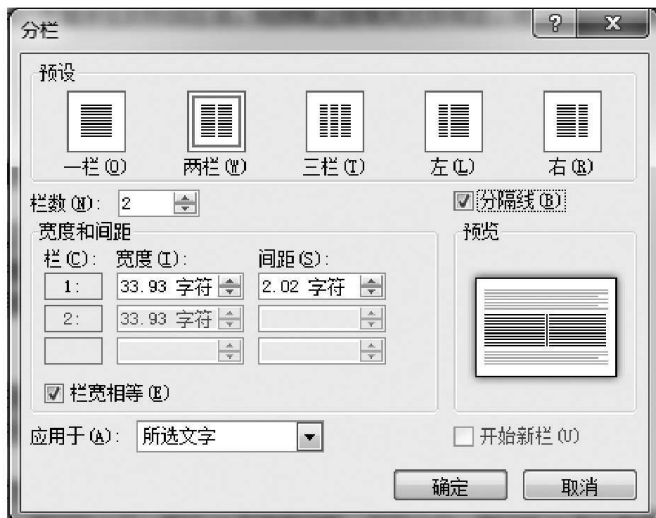 分栏
预设
一栏(O) 两栏(W) 三栏(T) 左(L) 右(R)
栏数(N): 2 分隔线(B)
宽度和间距 预览
栏(C): 宽度(I): 间距(S):
1: 33.93 字符 2.02 字符
2: 33.93 字符
栏宽相等(E)
应用于(A): 所选文字 开始新栏(U)
确定 取消